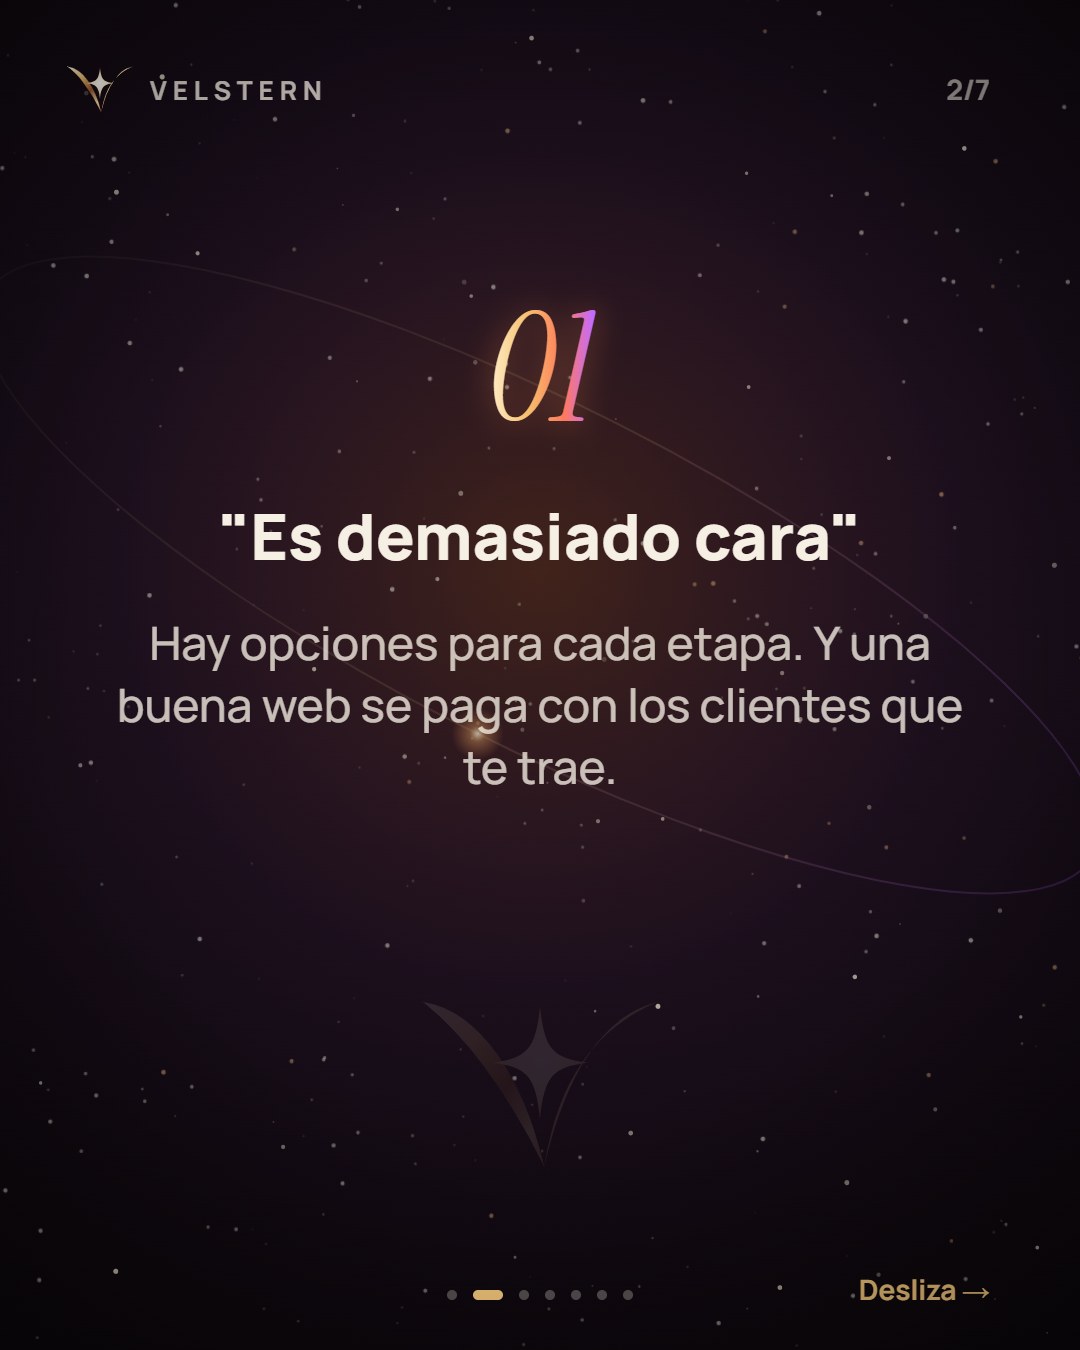 VELSTERN
2/7
01
"Es demasiado cara"
Hay opciones para cada etapa. Y una
buena web se paga con los clientes que
te trae.
Desliza →